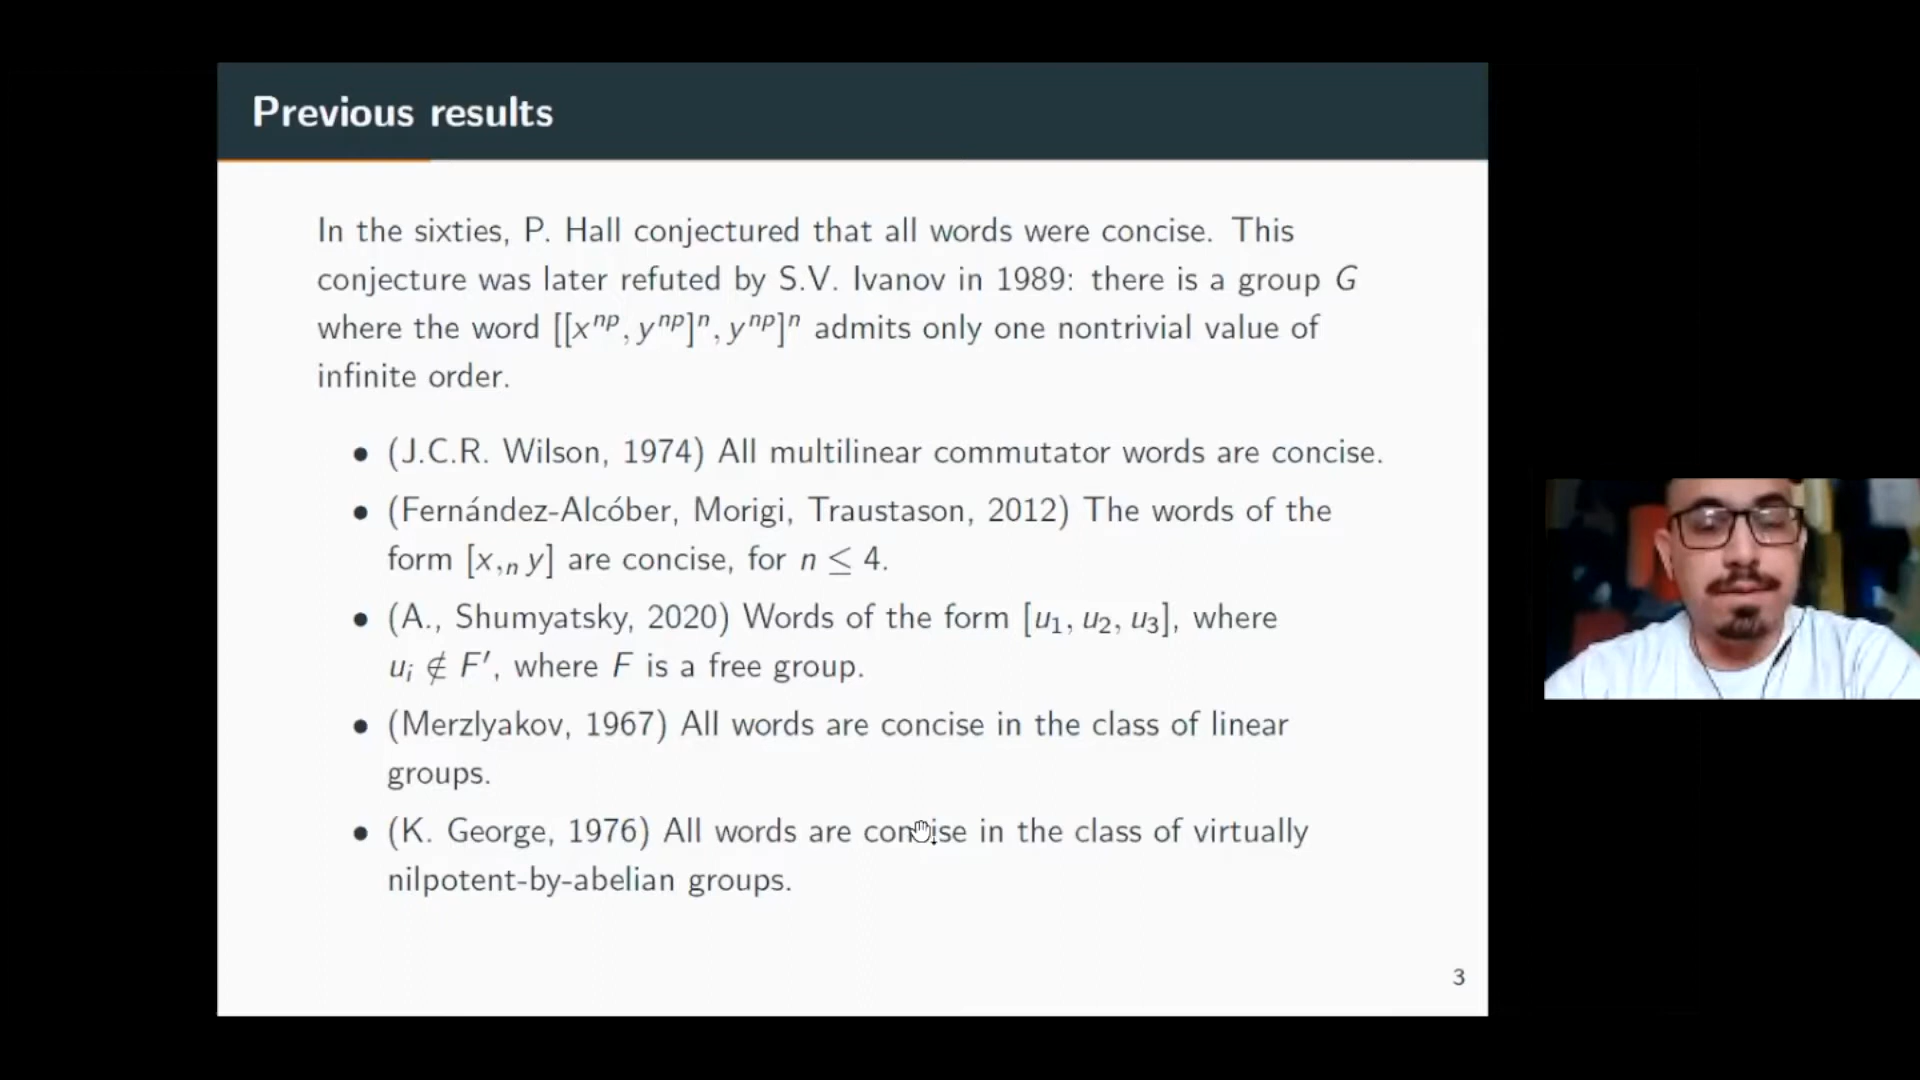 Previous results
In the sixties, P. Hall conjectured that all words were concise. This
conjecture was later refuted by S.V. Ivanov in 1989: there is a group G
where the word [[x^{np}, y^{np}]^n, y^{np}]^n admits only one nontrivial value of
infinite order.
• (J.C.R. Wilson, 1974) All multilinear commutator words are concise.
• (Fernández-Alcóber, Morigi, Traustason, 2012) The words of the
form [x,_n y] are concise, for n ≤ 4.
• (A., Shumyatsky, 2020) Words of the form [u_1, u_2, u_3], where
u_i ∉ F′, where F is a free group.
• (Merzlyakov, 1967) All words are concise in the class of linear
groups.
• (K. George, 1976) All words are concise in the class of virtually
nilpotent-by-abelian groups.
3